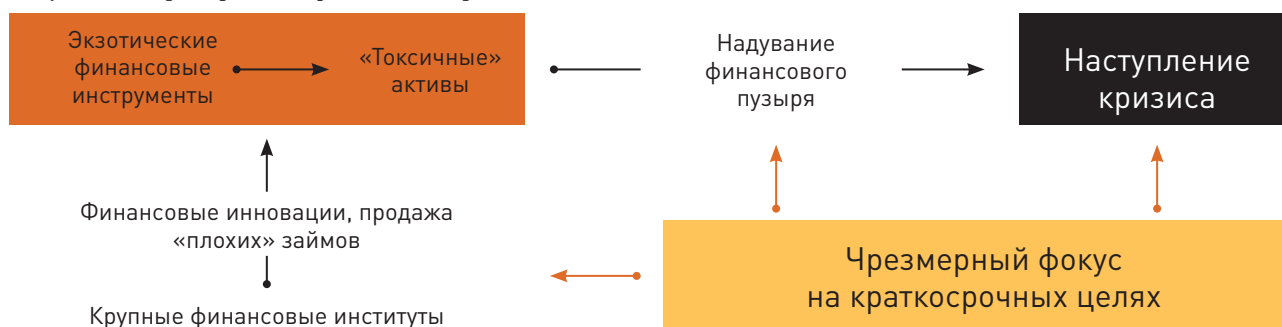 Экзотические
финансовые
инструменты
«Токсичные»
активы
Надувание
финансового
пузыря
Наступление
кризиса
Финансовые инновации, продажа
«плохих» займов
Чрезмерный фокус
на краткосрочных целях
Крупные финансовые институты